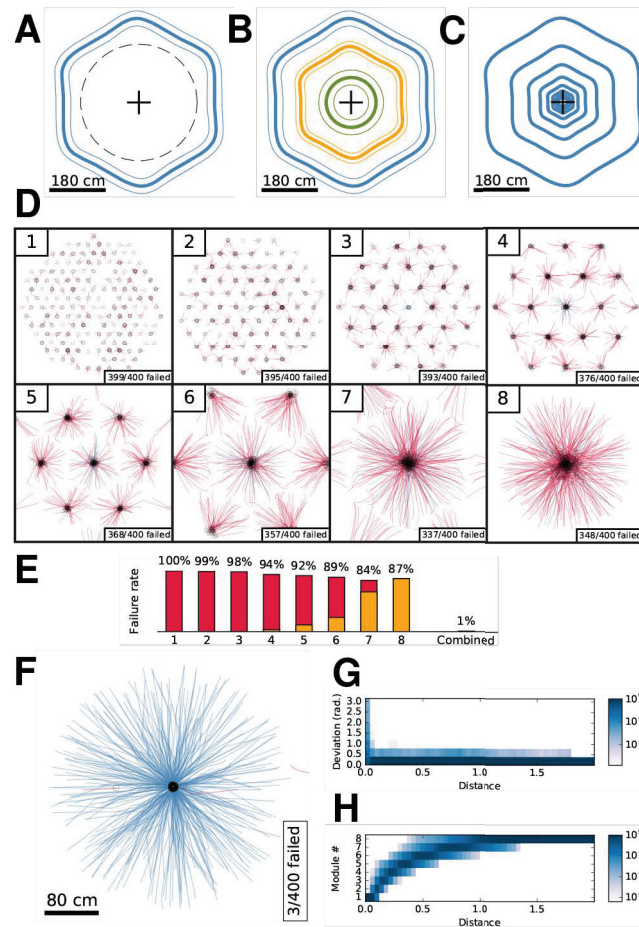 A
B
C
180 cm
180 cm
180 cm
D
1
2
3
4
399/400 failed
395/400 failed
393/400 failed
376/400 failed
5
6
7
8
368/400 failed
357/400 failed
337/400 failed
348/400 failed
E
Failure rate
100% 99% 98% 94% 92% 89% 84% 87%
1%
1 2 3 4 5 6 7 8 Combined
F
80 cm
3/400 failed
G
Deviation (rad.)
3.0
2.5
2.0
1.5
1.0
0.5
0.0
0.0 0.5 1.0 1.5
Distance
H
Module #
8
7
6
5
4
3
2
1
0.0 0.5 1.0 1.5
Distance